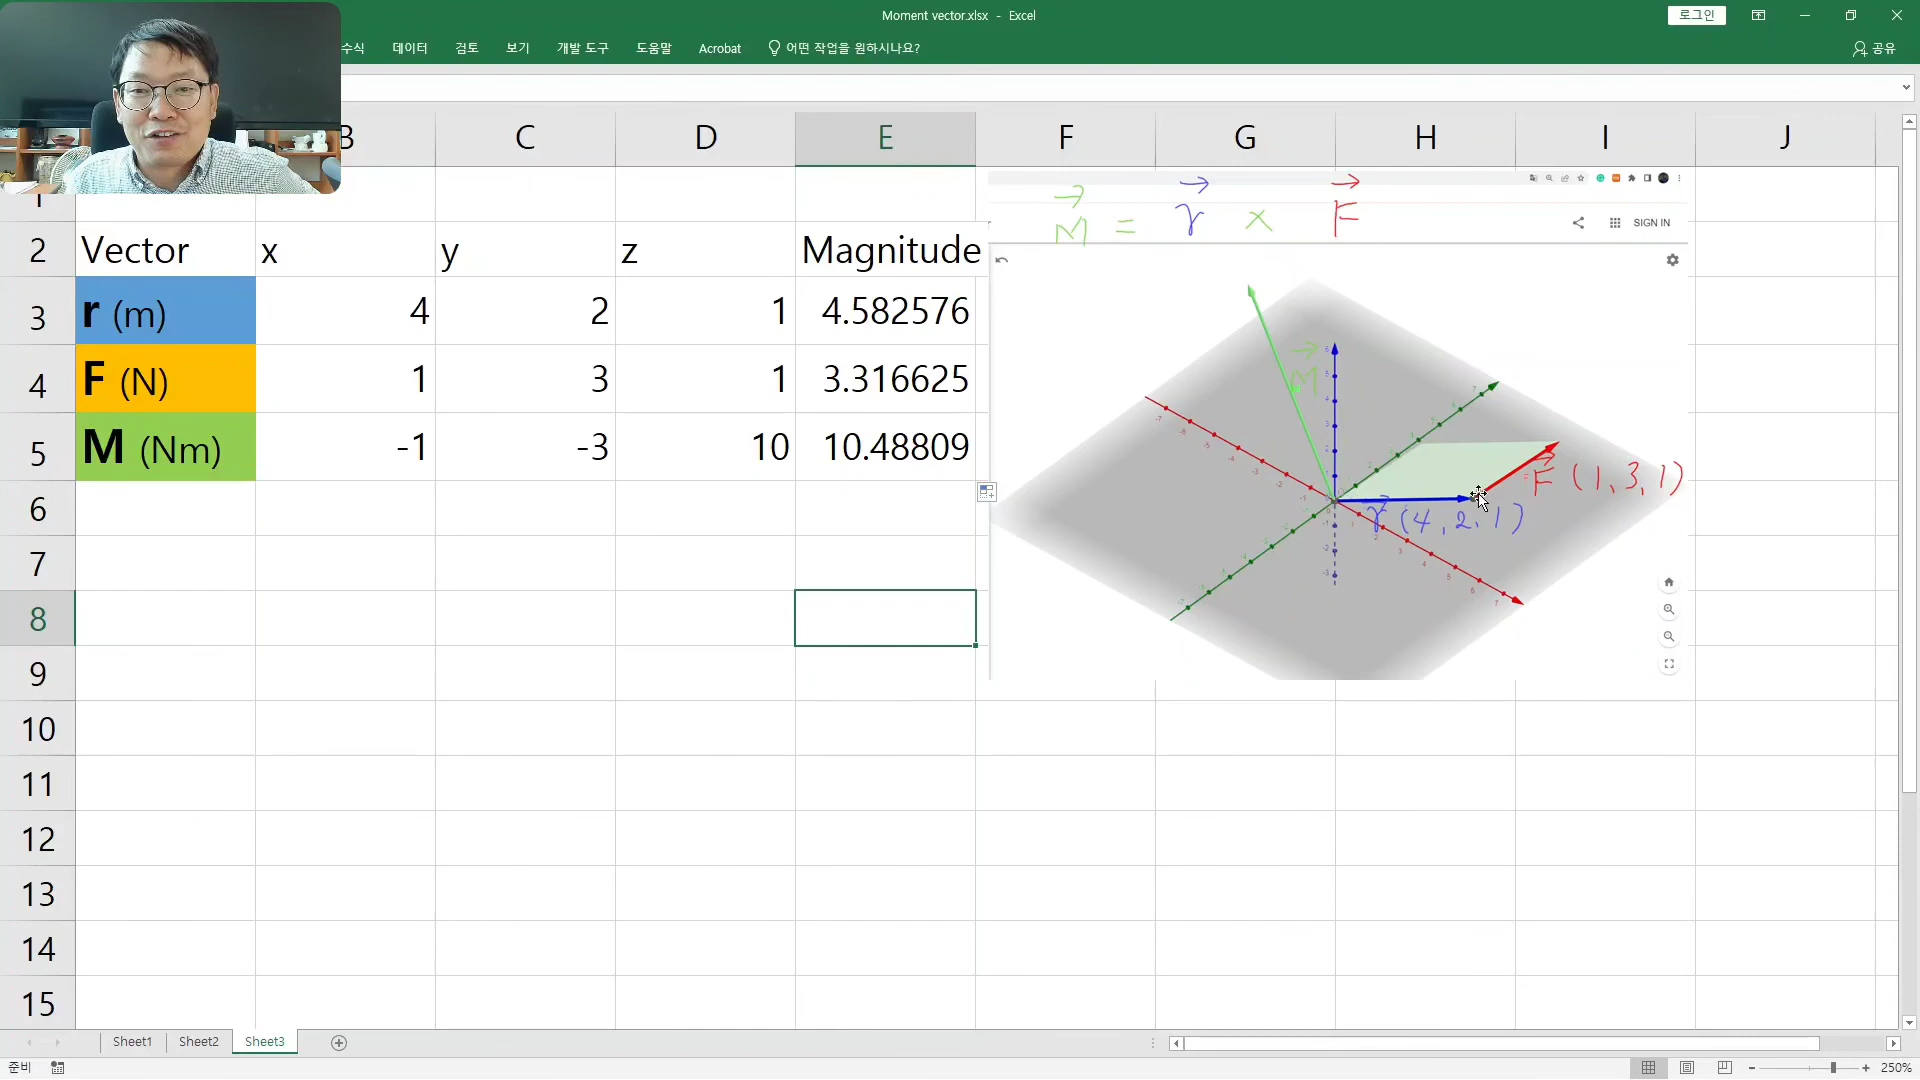 Moment vector.xlsx - Excel
로그인
수식 데이터 검토 보기 개발 도구 도움말 Acrobat 어떤 작업을 원하시나요?
공유
B C D E F G H I J
1
2 Vector x y z Magnitude
3 r (m) 4 2 1 4.582576
4 F (N) 1 3 1 3.316625
5 M (Nm) -1 -3 10 10.48809
6
7
8
9
10
11
12
13
14
15
M = r x F
SIGN IN
M
F (1, 3, 1)
r (4, 2, 1)
Sheet1 Sheet2 Sheet3
준비
250%